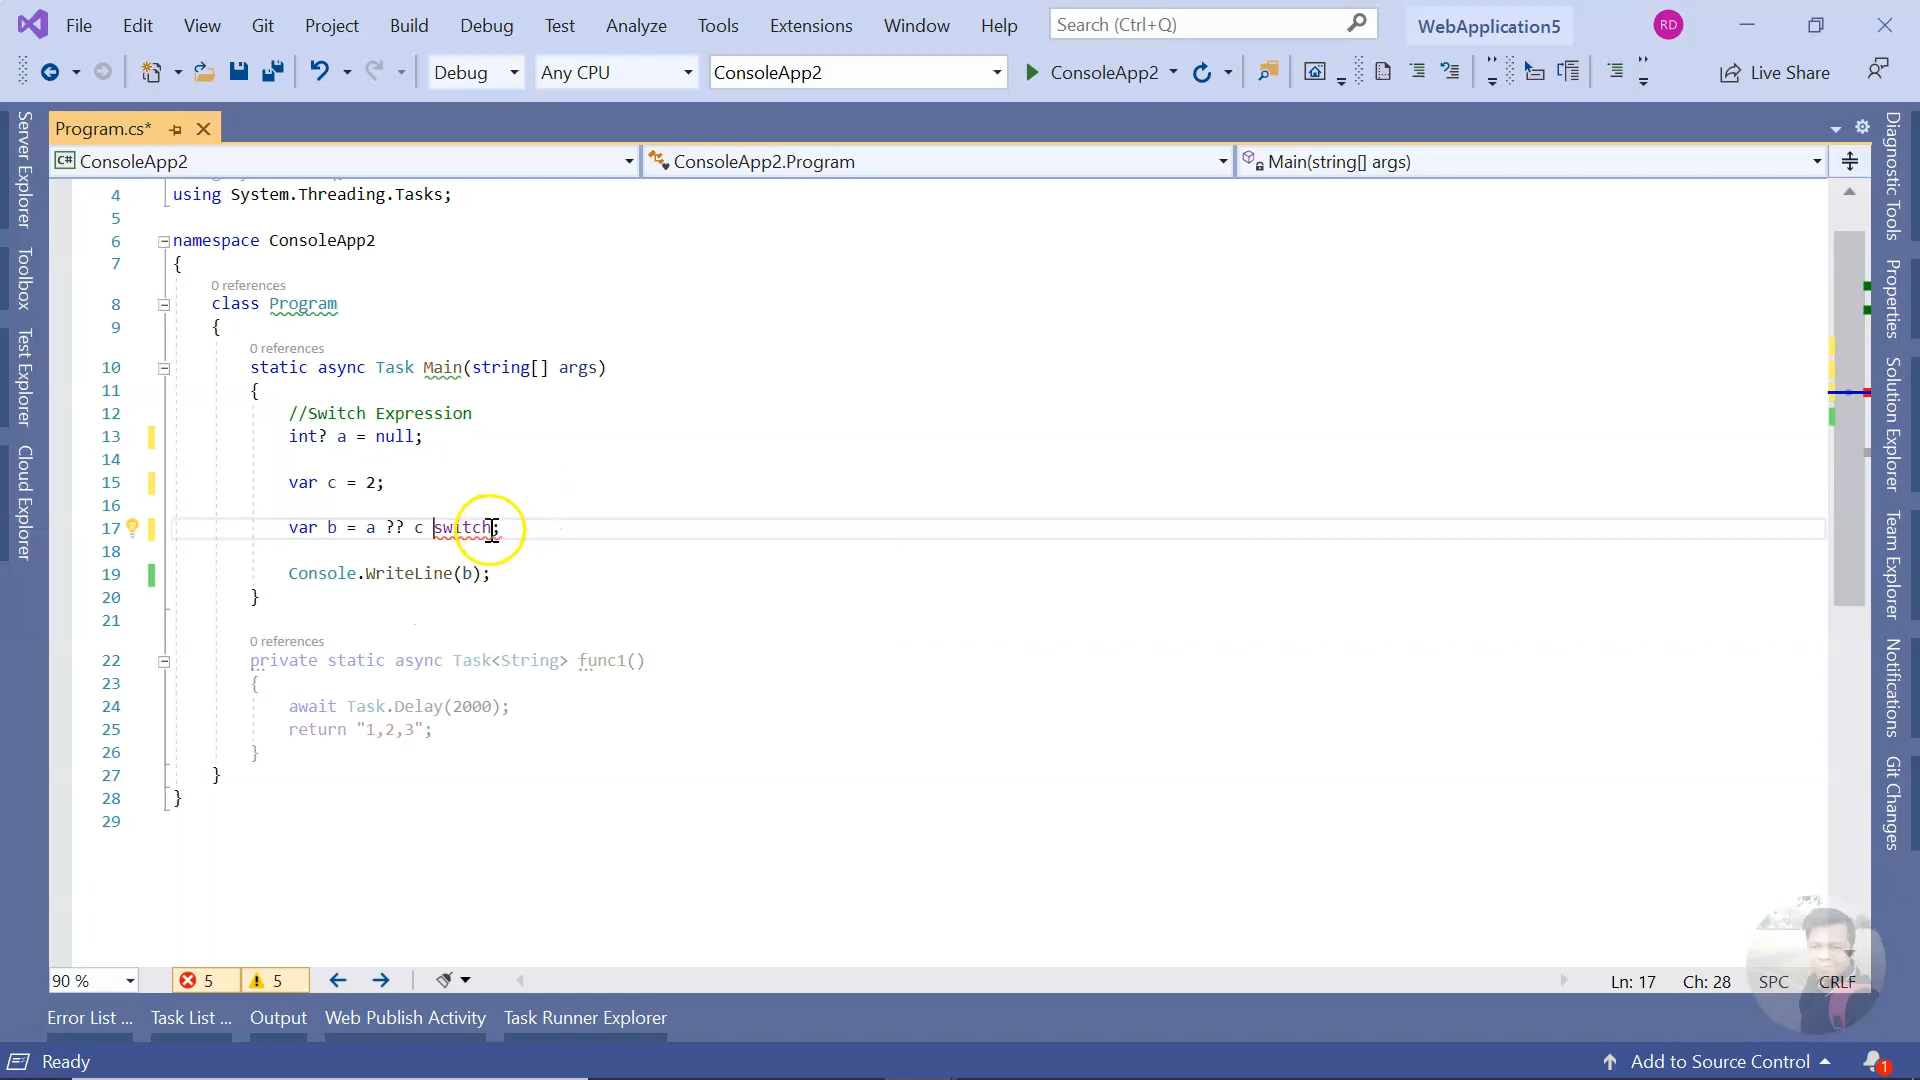 File Edit View Git Project Build Debug Test Analyze Tools Extensions Window Help Search (Ctrl+Q) WebApplication5 RD
Debug Any CPU ConsoleApp2 ConsoleApp2 Live Share
Program.cs*
C# ConsoleApp2 ConsoleApp2.Program Main(string[] args)
Server Explorer
Toolbox
Test Explorer
Cloud Explorer
4 using System.Threading.Tasks;
5
6 namespace ConsoleApp2
7 {
0 references
8 class Program
9 {
0 references
10 static async Task Main(string[] args)
11 {
12 //Switch Expression
13 int? a = null;
14
15 var c = 2;
16
17 var b = a ?? c switch;
18
19 Console.WriteLine(b);
20 }
21
0 references
22 private static async Task<String> func1()
23 {
24 await Task.Delay(2000);
25 return "1,2,3";
26 }
27 }
28 }
29
Diagnostic Tools
Properties
Solution Explorer
Team Explorer
Notifications
Git Changes
90 % 5 5 Ln: 17 Ch: 28 SPC CRLF
Error List ... Task List ... Output Web Publish Activity Task Runner Explorer
Ready Add to Source Control 1